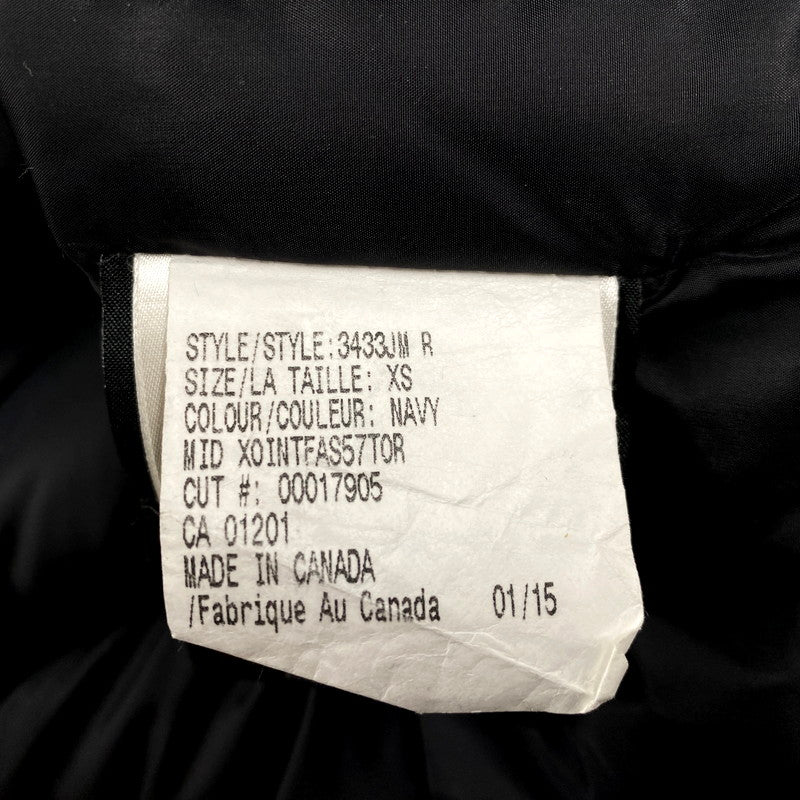 STYLE/STYLE:3433JM R
SIZE/LA TAILLE: XS
COLOUR/COULEUR: NAVY
MID XOINTFAS57TOR
CUT #: 00017905
CA 01201
MADE IN CANADA
/Fabrique Au Canada 01/15